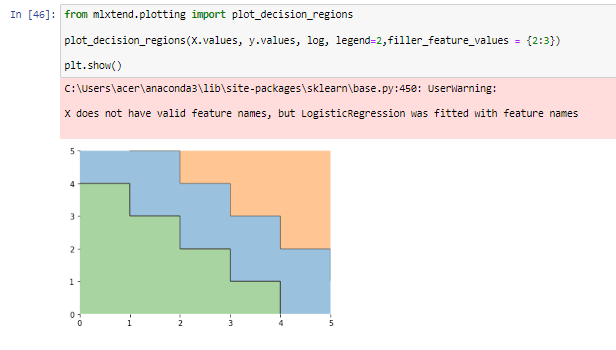 In [46]: from mlxtend.plotting import plot_decision_regions
plot_decision_regions(X.values, y.values, log, legend=2,filler_feature_values = {2:3})
plt.show()
C:\Users\acer\anaconda3\lib\site-packages\sklearn\base.py:450: UserWarning:
X does not have valid feature names, but LogisticRegression was fitted with feature names
5
4
3
2
1
0
0 1 2 3 4 5